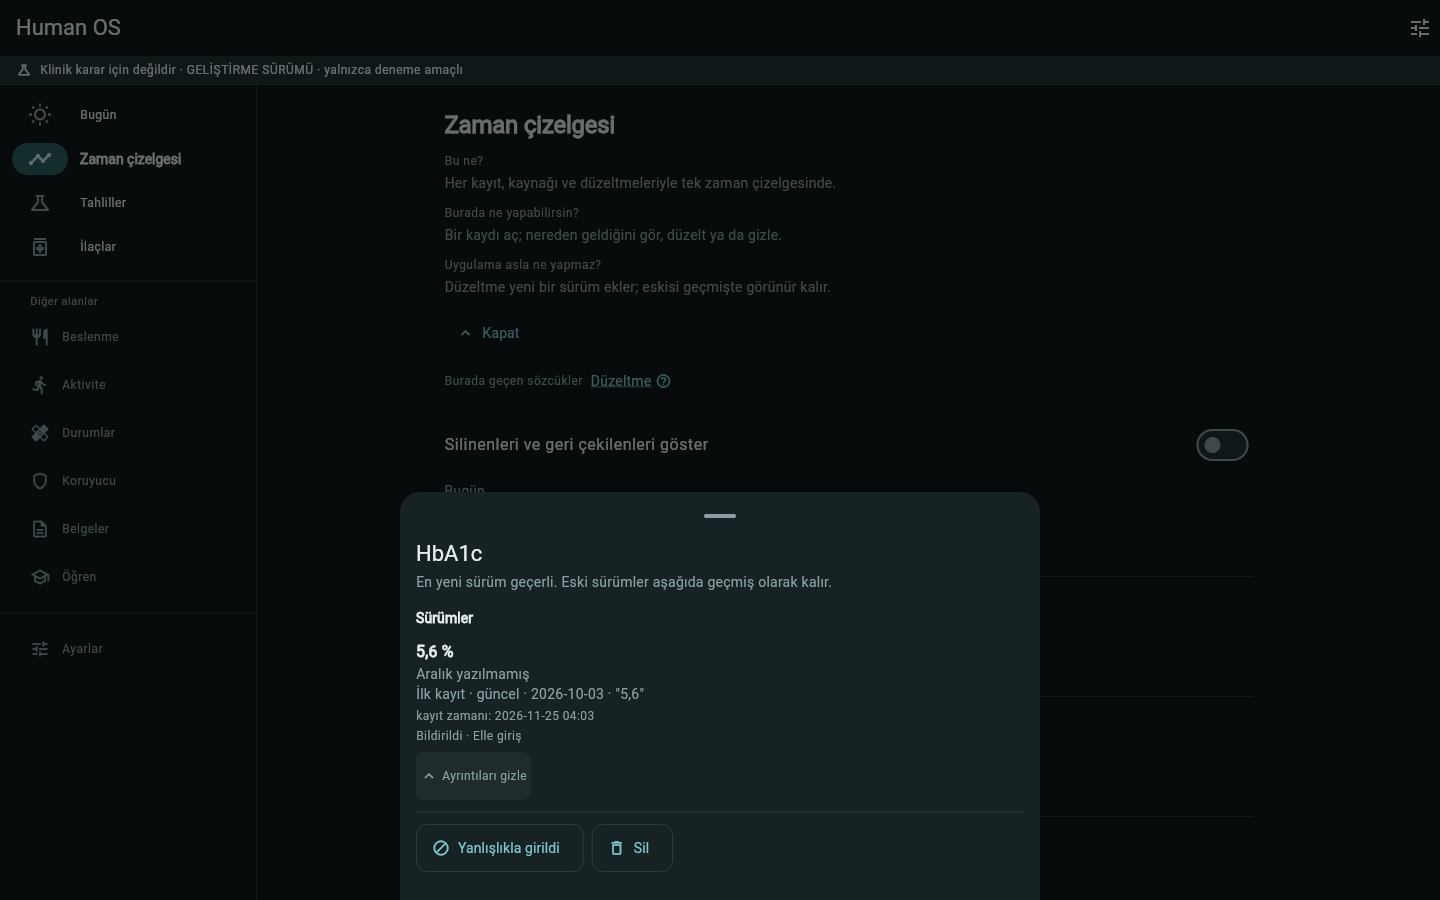 Human OS
Klinik karar için değildir · GELİŞTİRME SÜRÜMÜ · yalnızca deneme amaçlı
Bugün
Zaman çizelgesi
Tahliller
İlaçlar
Diğer alanlar
Beslenme
Aktivite
Durumlar
Koruyucu
Belgeler
Öğren
Ayarlar
Zaman çizelgesi
Bu ne?
Her kayıt, kaynağı ve düzeltmeleriyle tek zaman çizelgesinde.
Burada ne yapabilirsin?
Bir kaydı aç; nereden geldiğini gör, düzelt ya da gizle.
Uygulama asla ne yapmaz?
Düzeltme yeni bir sürüm ekler; eskisi geçmişte görünür kalır.
Kapat
Burada geçen sözcükler Düzeltme
Silinenleri ve geri çekilenleri göster
Bugün
HbA1c
En yeni sürüm geçerli. Eski sürümler aşağıda geçmiş olarak kalır.
Sürümler
5,6 %
Aralık yazılmamış
İlk kayıt · güncel · 2026-10-03 · "5,6"
kayıt zamanı: 2026-11-25 04:03
Bildirildi · Elle giriş
Ayrıntıları gizle
Yanlışlıkla girildi
Sil